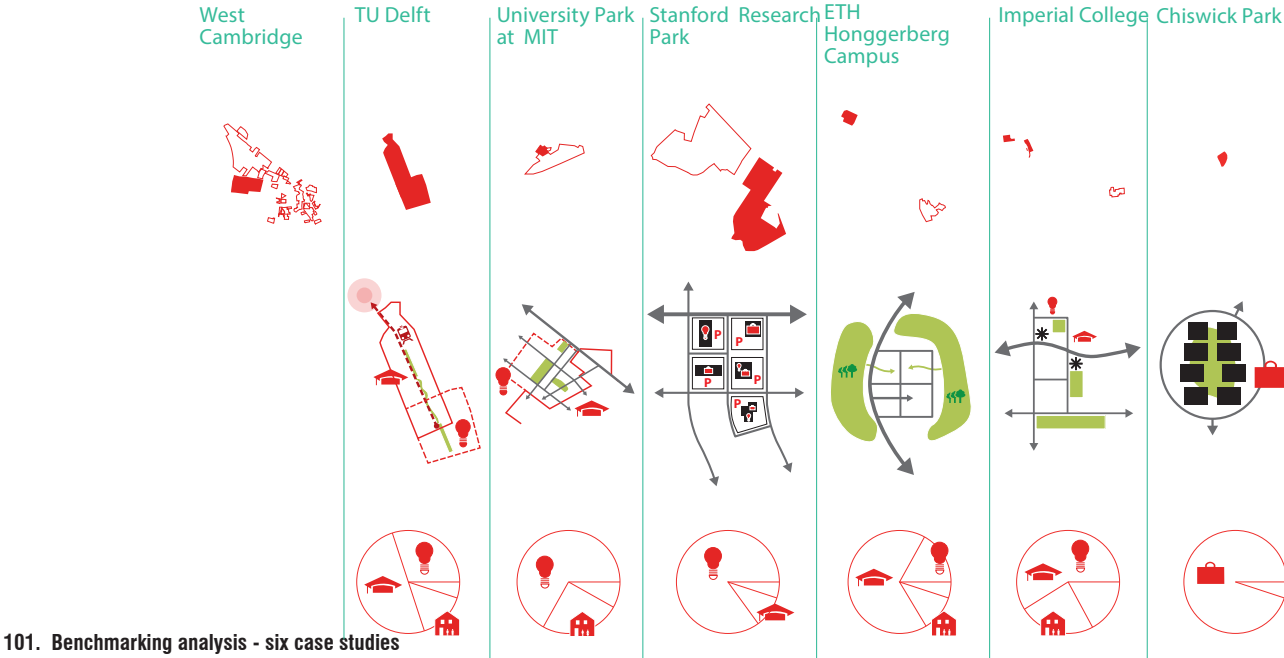 West
Cambridge
TU Delft
University Park
at MIT
Stanford Research
Park
ETH
Honggerberg
Campus
Imperial College
Chiswick Park
P
P
P
P
P
101. Benchmarking analysis - six case studies